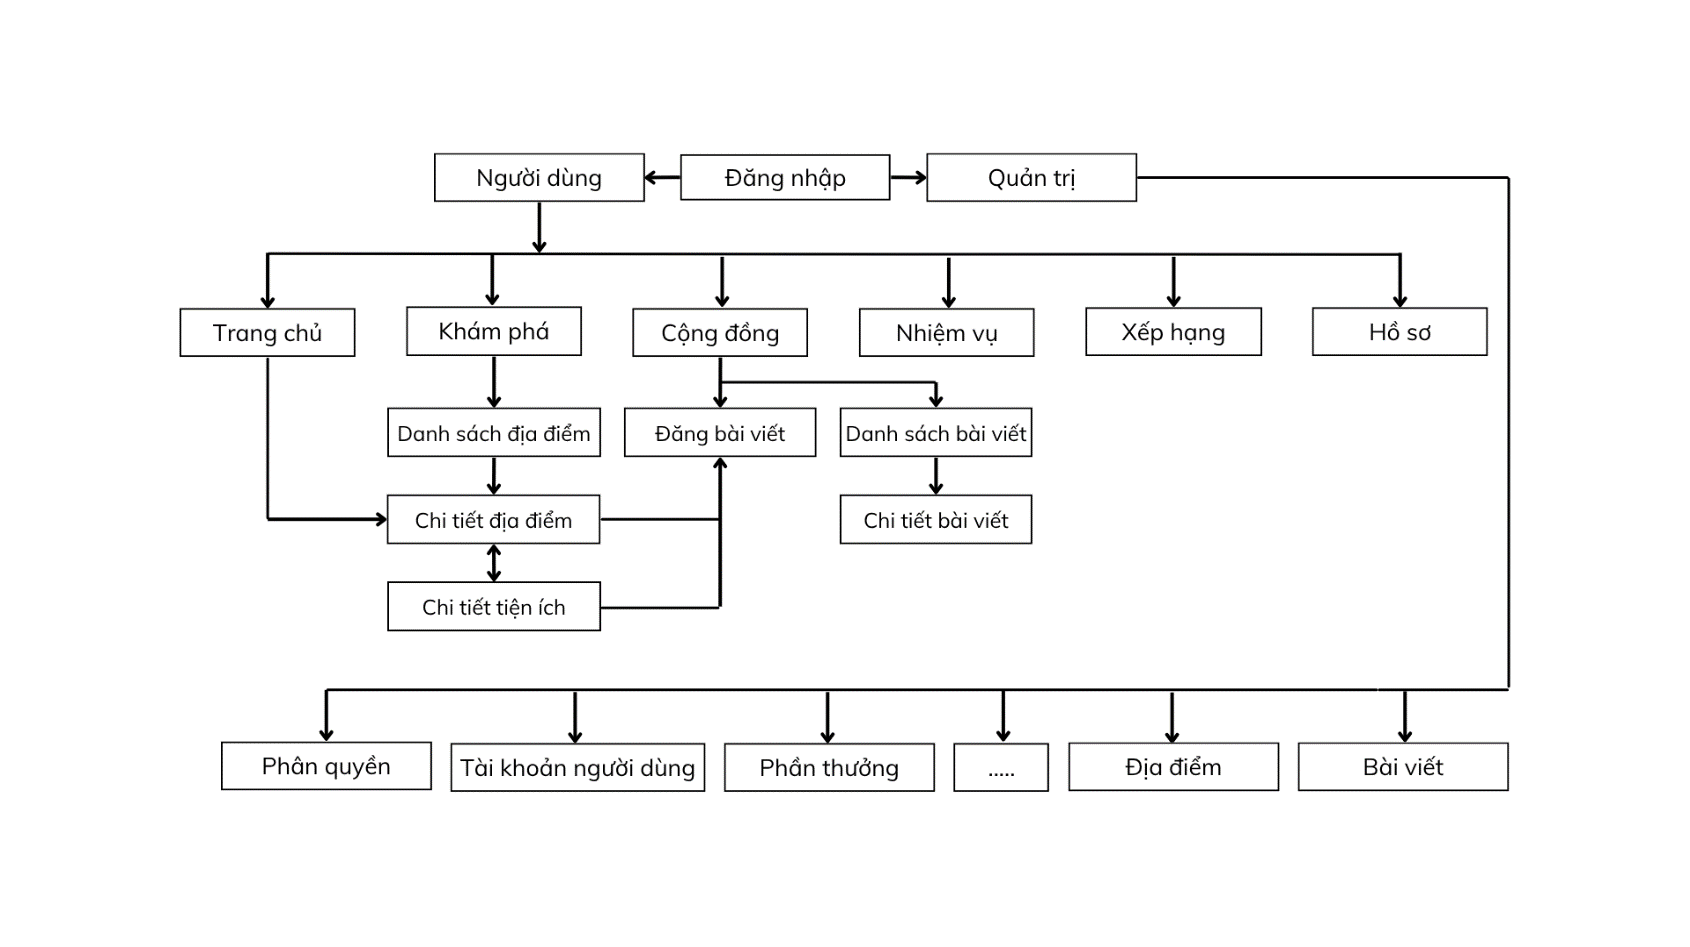 Người dùng
Đăng nhập
Quản trị
Trang chủ
Khám phá
Cộng đồng
Nhiệm vụ
Xếp hạng
Hồ sơ
Danh sách địa điểm
Đăng bài viết
Danh sách bài viết
Chi tiết địa điểm
Chi tiết bài viết
Chi tiết tiện ích
Phân quyền
Tài khoản người dùng
Phần thưởng
.....
Địa điểm
Bài viết